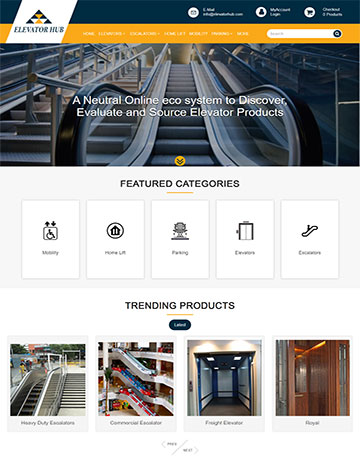 ELEVATOR HUB
E-Mail
info@elevatorhub.com
MyAccount
Login
Checkout
0 Products
HOME ELEVATORS ESCALATORS HOME LIFT MOBILITY PARKING MORE
Search
A Neutral Online eco system to Discover,
Evaluate and Source Elevator Products
FEATURED CATEGORIES
Mobility Home Lift Parking Elevators Escalators
TRENDING PRODUCTS
Latest
Heavy Duty Escalators Commercial Escalator Freight Elevator Royal
PREV
NEXT